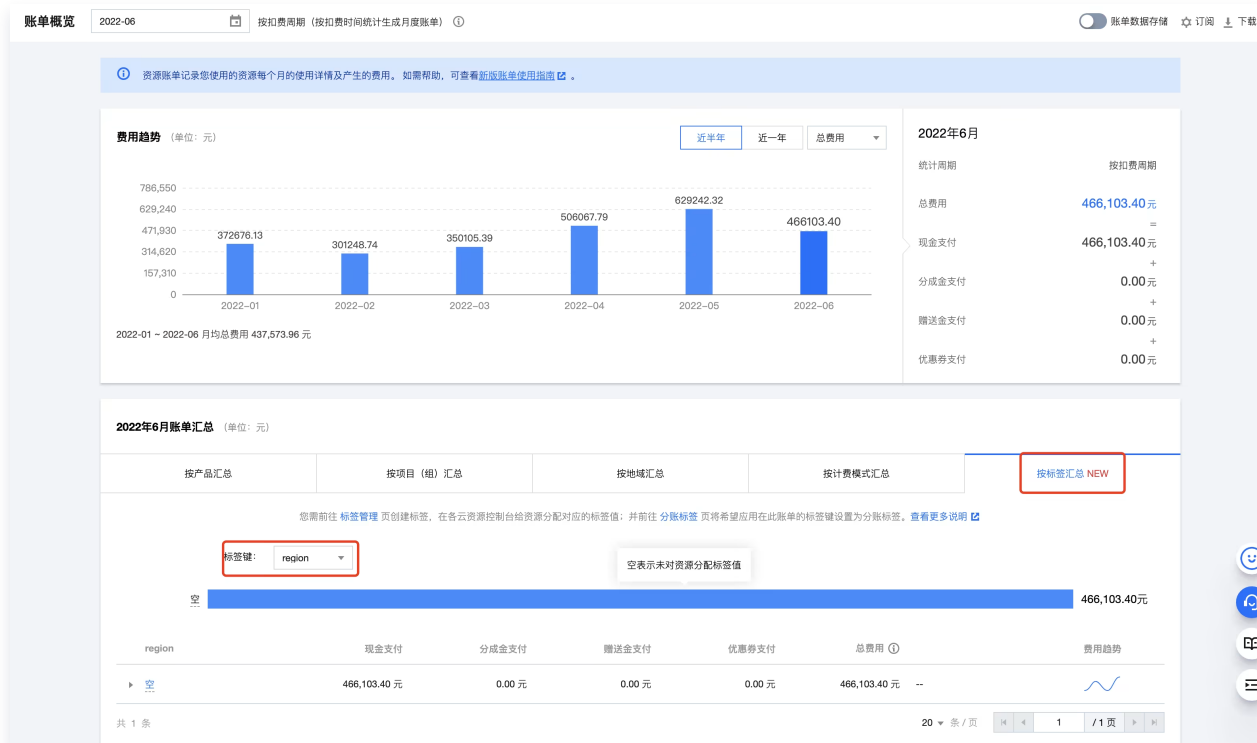 账单概览 2022-06 按扣费周期（按扣费时间统计生成月度账单） 账单数据存储 订阅 下载
资源账单记录您使用的资源每个月的使用详情及产生的费用。如需帮助，可查看新版账单使用指南 。
费用趋势 （单位：元） 近半年 近一年 总费用
786,550
629,240
471,930
314,620
157,310
0
372676.13
301248.74
350105.39
506067.79
629242.32
466103.40
2022-01 2022-02 2022-03 2022-04 2022-05 2022-06
2022-01 ~ 2022-06 月均总费用 437,573.96 元
2022年6月
统计周期 按扣费周期
总费用 466,103.40元
=
现金支付 466,103.40元
+
分成金支付 0.00元
+
赠送金支付 0.00元
+
优惠券支付 0.00元
2022年6月账单汇总 （单位：元）
按产品汇总 按项目（组）汇总 按地域汇总 按计费模式汇总 按标签汇总 NEW
您需前往 标签管理 页创建标签，在各云资源控制台给资源分配对应的标签值；并前往 分账标签 页将希望应用在此账单的标签键设置为分账标签。查看更多说明
标签键： region
空表示未对资源分配标签值
空 466,103.40元
region 现金支付 分成金支付 赠送金支付 优惠券支付 总费用 费用趋势
空 466,103.40 元 0.00 元 0.00 元 0.00 元 466,103.40 元 --
共 1 条 20 条 / 页 1 / 1 页